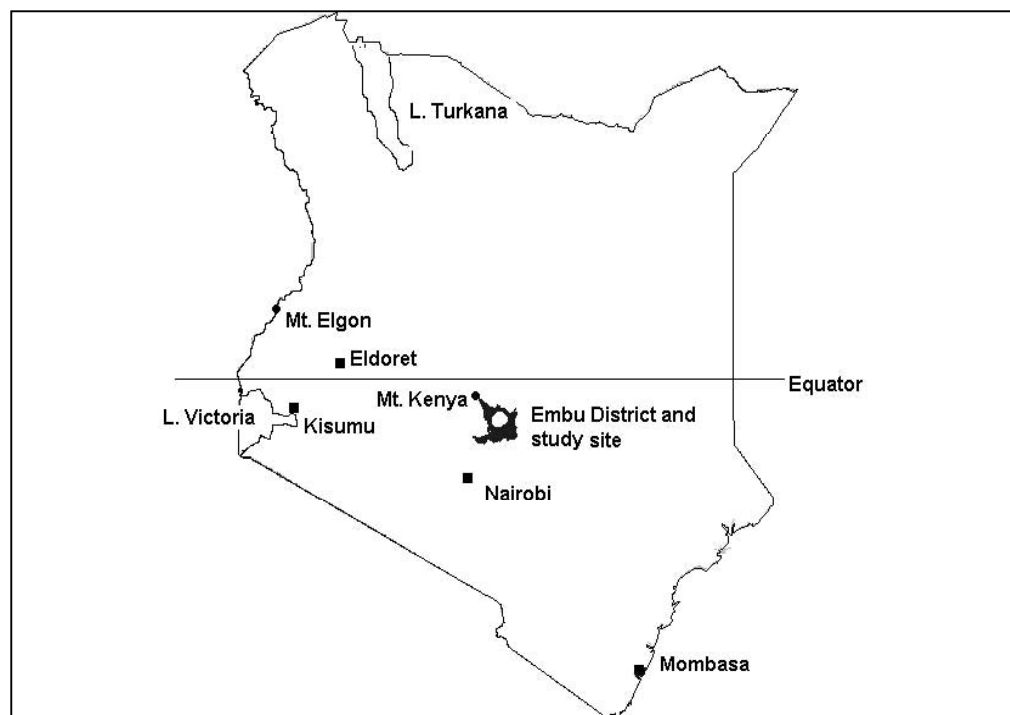 L. Turkana
Mt. Elgon
Eldoret
Equator
Mt. Kenya
L. Victoria
Kisumu
Embu District and
study site
Nairobi
Mombasa